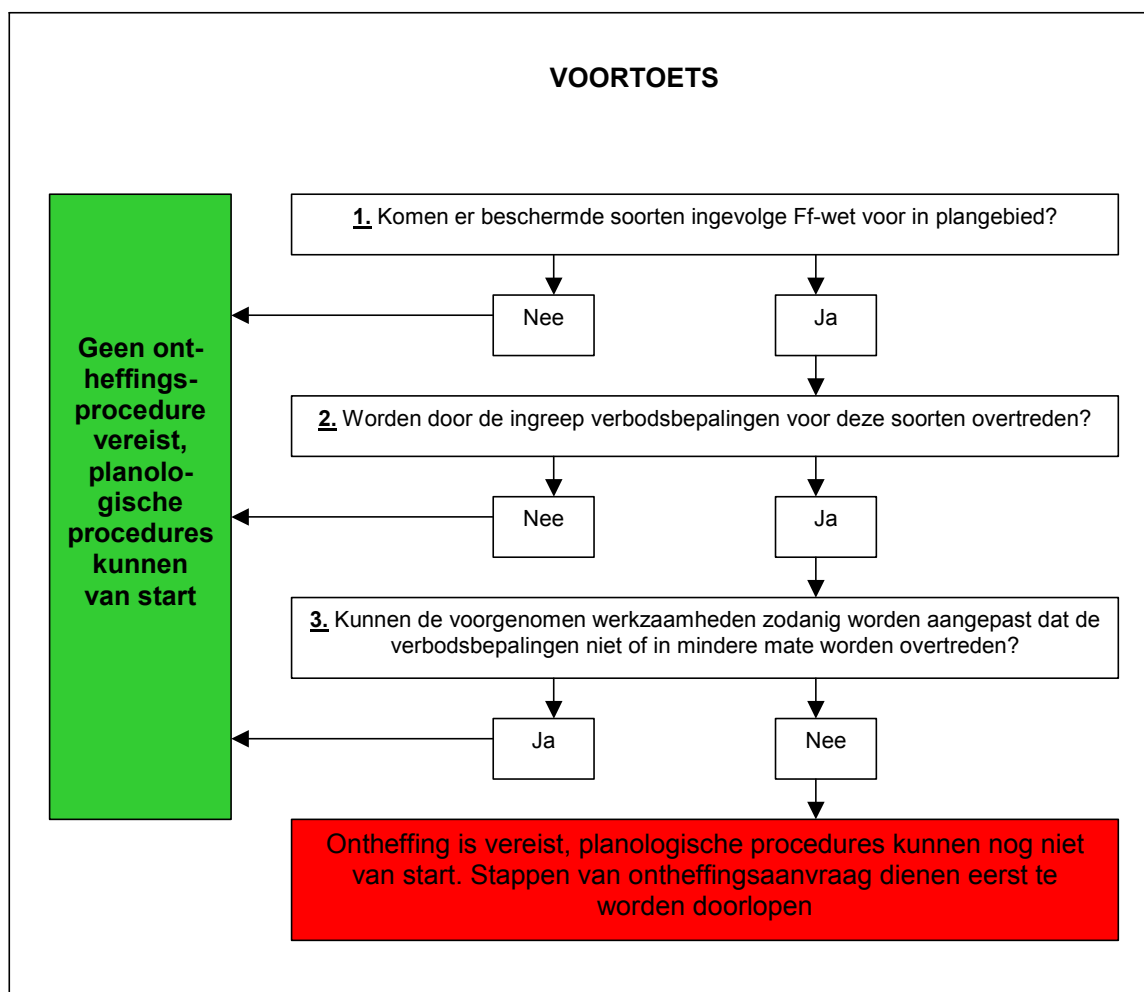 VOORTOETS
1. Komen er beschermde soorten ingevolge Ff-wet voor in plangebied?
Nee
Ja
Geen ont-
heffings-
procedure
vereist,
planolo-
gische
procedures
kunnen
van start
2. Worden door de ingreep verbodsbepalingen voor deze soorten overtreden?
Nee
Ja
3. Kunnen de voorgenomen werkzaamheden zodanig worden aangepast dat de
verbodsbepalingen niet of in mindere mate worden overtreden?
Ja
Nee
Ontheffing is vereist, planologische procedures kunnen nog niet
van start. Stappen van ontheffingsaanvraag dienen eerst te
worden doorlopen